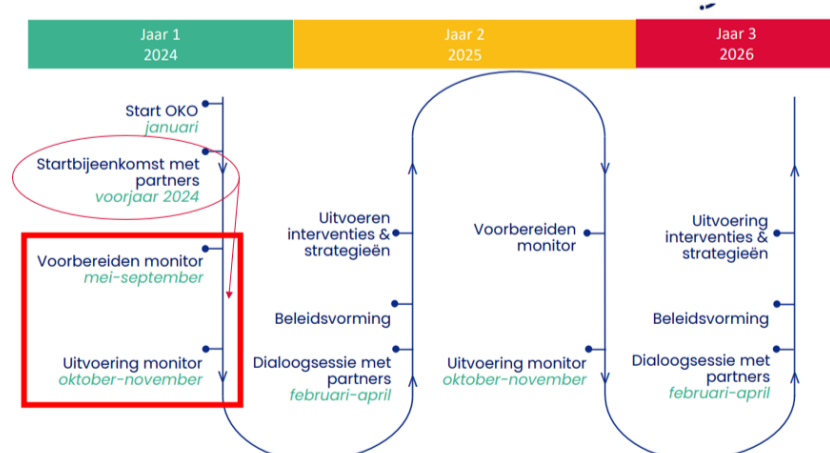 Jaar 1
2024
Jaar 2
2025
Jaar 3
2026
Start OKO
januari
Startbijeenkomst met
partners
voorjaar 2024
Voorbereiden monitor
mei-september
Uitvoering monitor
oktober-november
Uitvoeren
interventies &
strategieën
Beleidsvorming
Dialoogsessie met
partners
februari-april
Voorbereiden
monitor
Uitvoering monitor
oktober-november
Uitvoering
interventies &
strategieën
Beleidsvorming
Dialoogsessie met
partners
februari-april